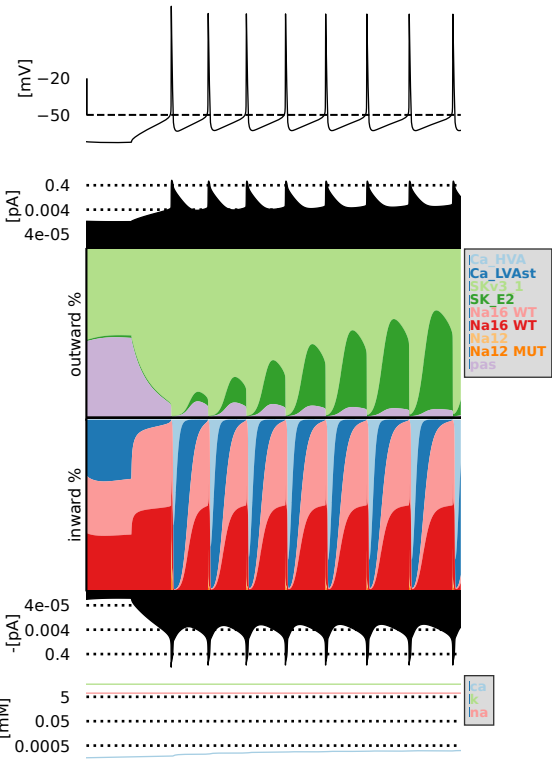 [mV]
−20
−50
[pA]
0.4
0.004
4e-05
outward %
Ca_HVA
Ca_LVAst
SKv3_1
SK_E2
Na16 WT
Na16 WT
Na12
Na12 MUT
pas
inward %
-[pA]
4e-05
0.004
0.4
[mM]
5
0.05
0.0005
ca
k
na